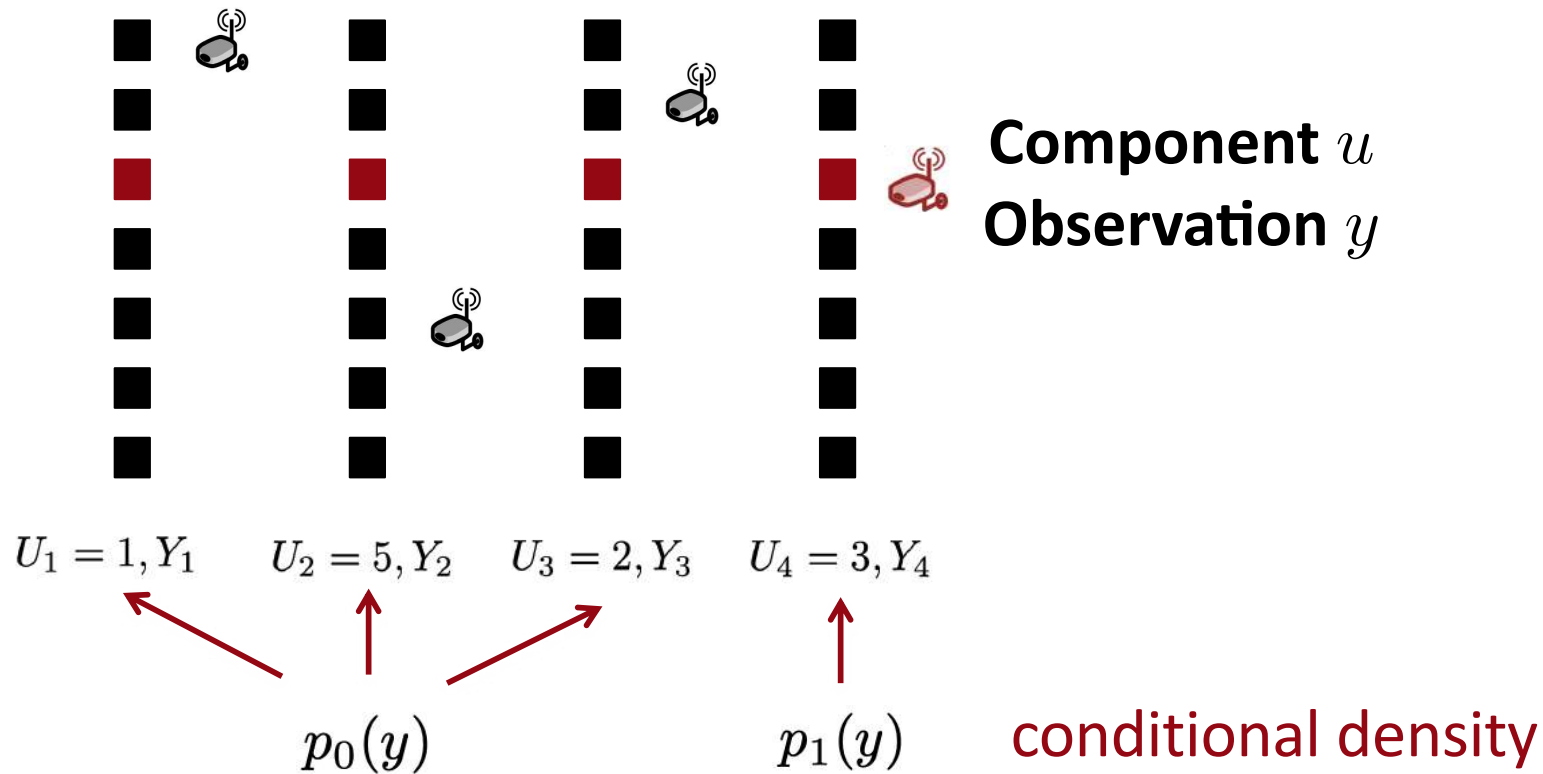 Component u
Observation y
U₁ = 1, Y₁ U₂ = 5, Y₂ U₃ = 2, Y₃ U₄ = 3, Y₄
p₀(y) p₁(y) conditional density